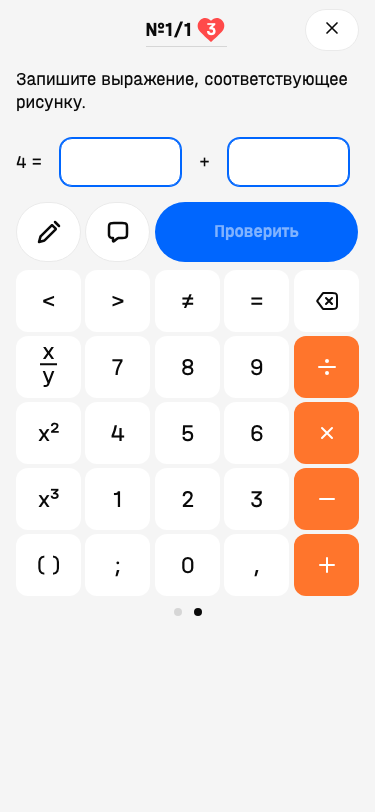 №1/1 3
Запишите выражение, соответствующее
рисунку.
4 = +
Проверить
< > ≠ =
x/y 7 8 9 ÷
x² 4 5 6 ×
x³ 1 2 3 −
( ) ; 0 , +